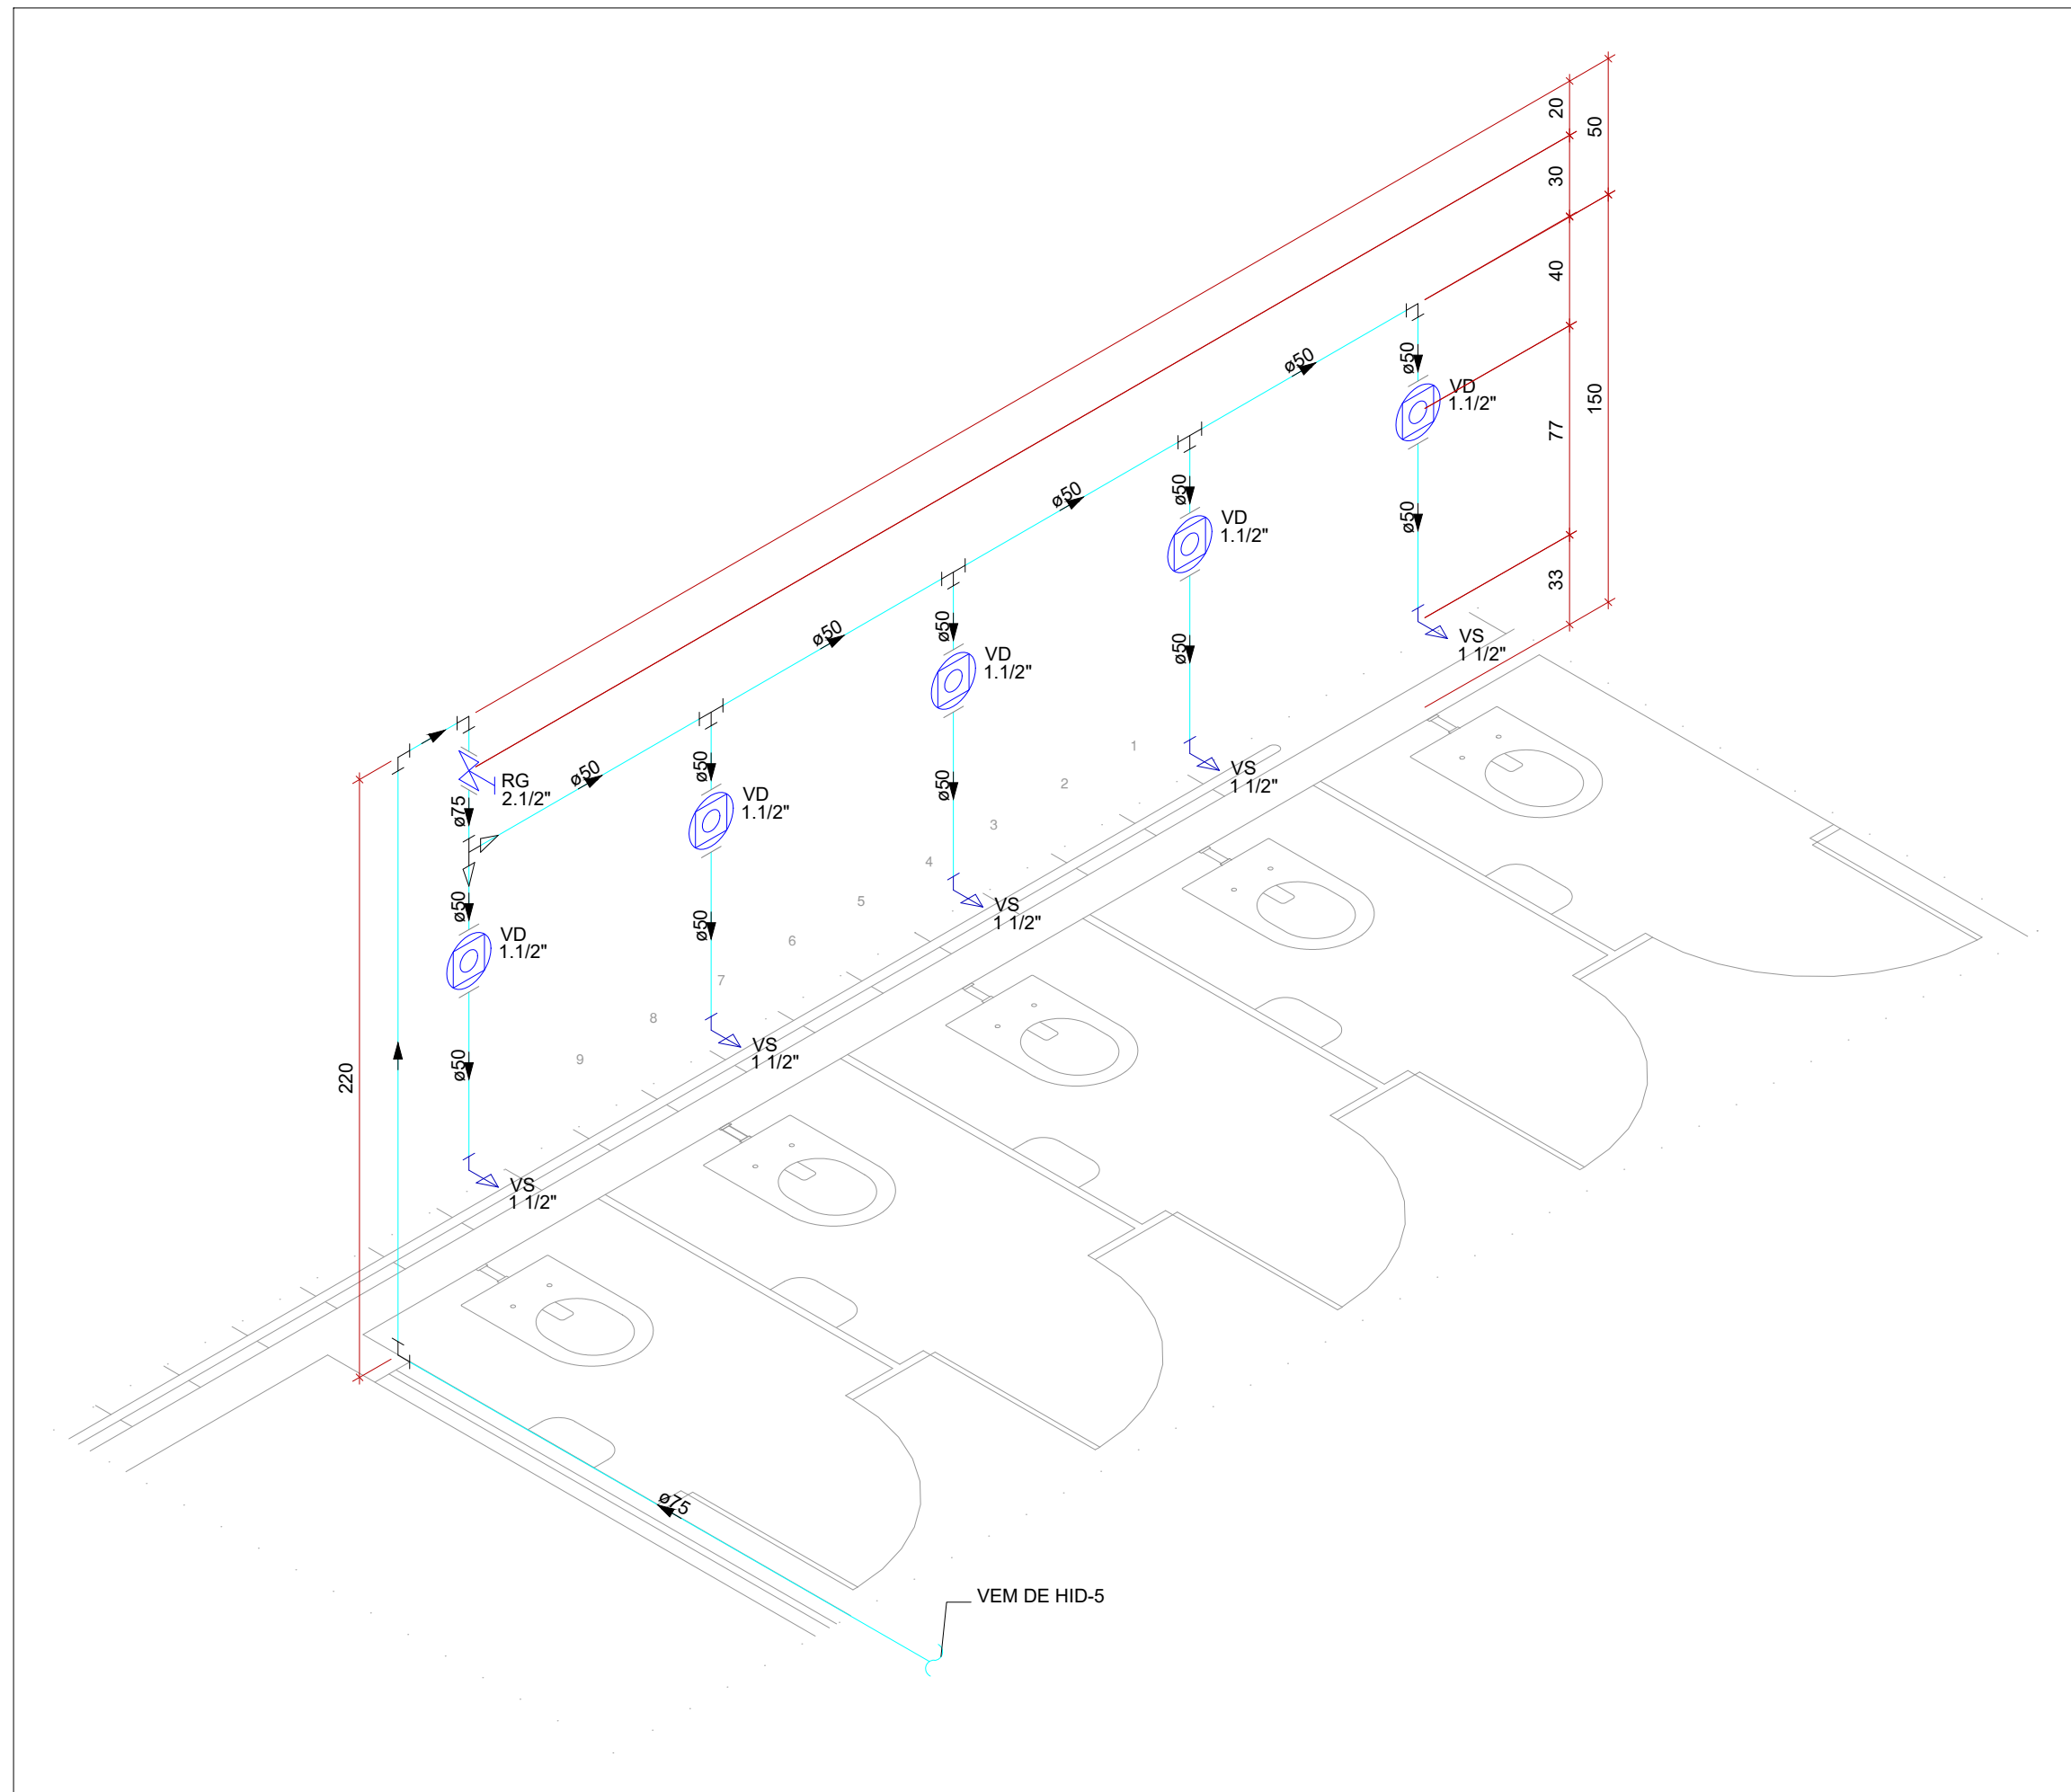 20
50
30
40
ø50
ø50
VD
1.1/2"
150
77
ø50
ø50
ø50
VD
1.1/2"
33
ø50
ø50
VS
1 1/2"
ø50
VD
1.1/2"
1
2
VS
1 1/2"
RG
2.1/2"
ø50
ø50
VD
1.1/2"
ø50
ø75
3
4
5
VS
1 1/2"
ø50
VD
1.1/2"
ø50
6
7
8
9
VS
1 1/2"
220
ø50
VS
1 1/2"
ø75
VEM DE HID-5